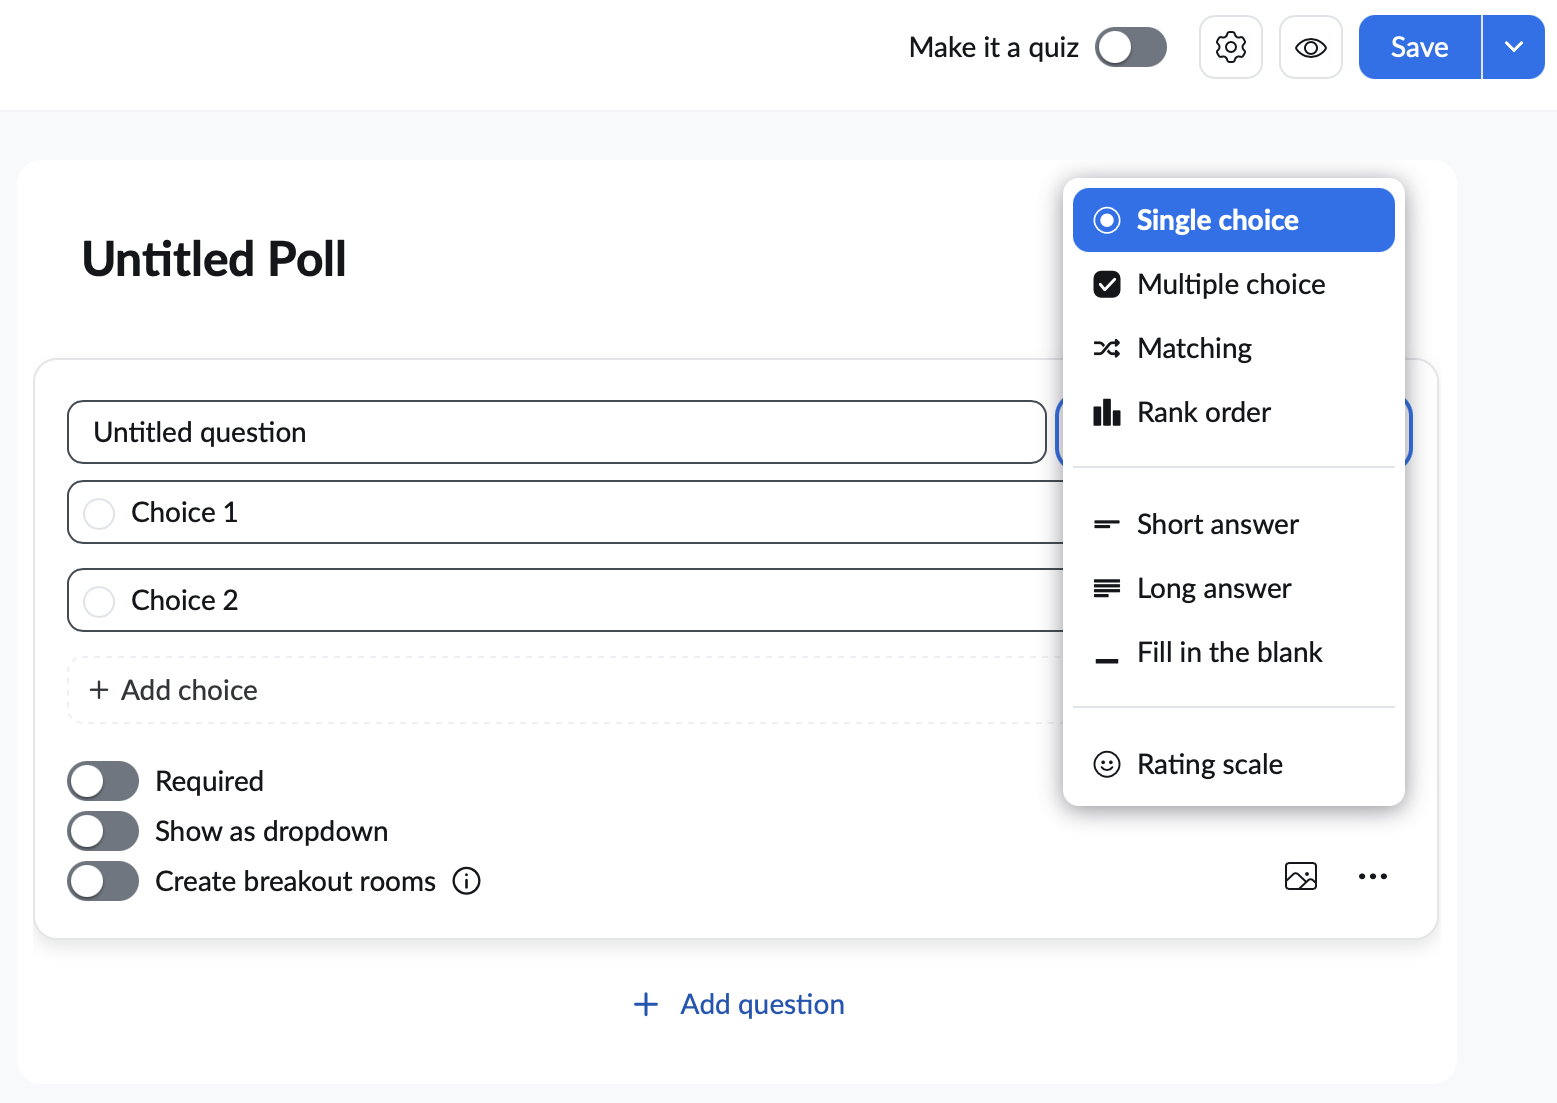 Make it a quiz
Save
Untitled Poll
Single choice
Multiple choice
Matching
Rank order
Short answer
Long answer
Fill in the blank
Rating scale
Untitled question
Choice 1
Choice 2
+ Add choice
Required
Show as dropdown
Create breakout rooms
+ Add question